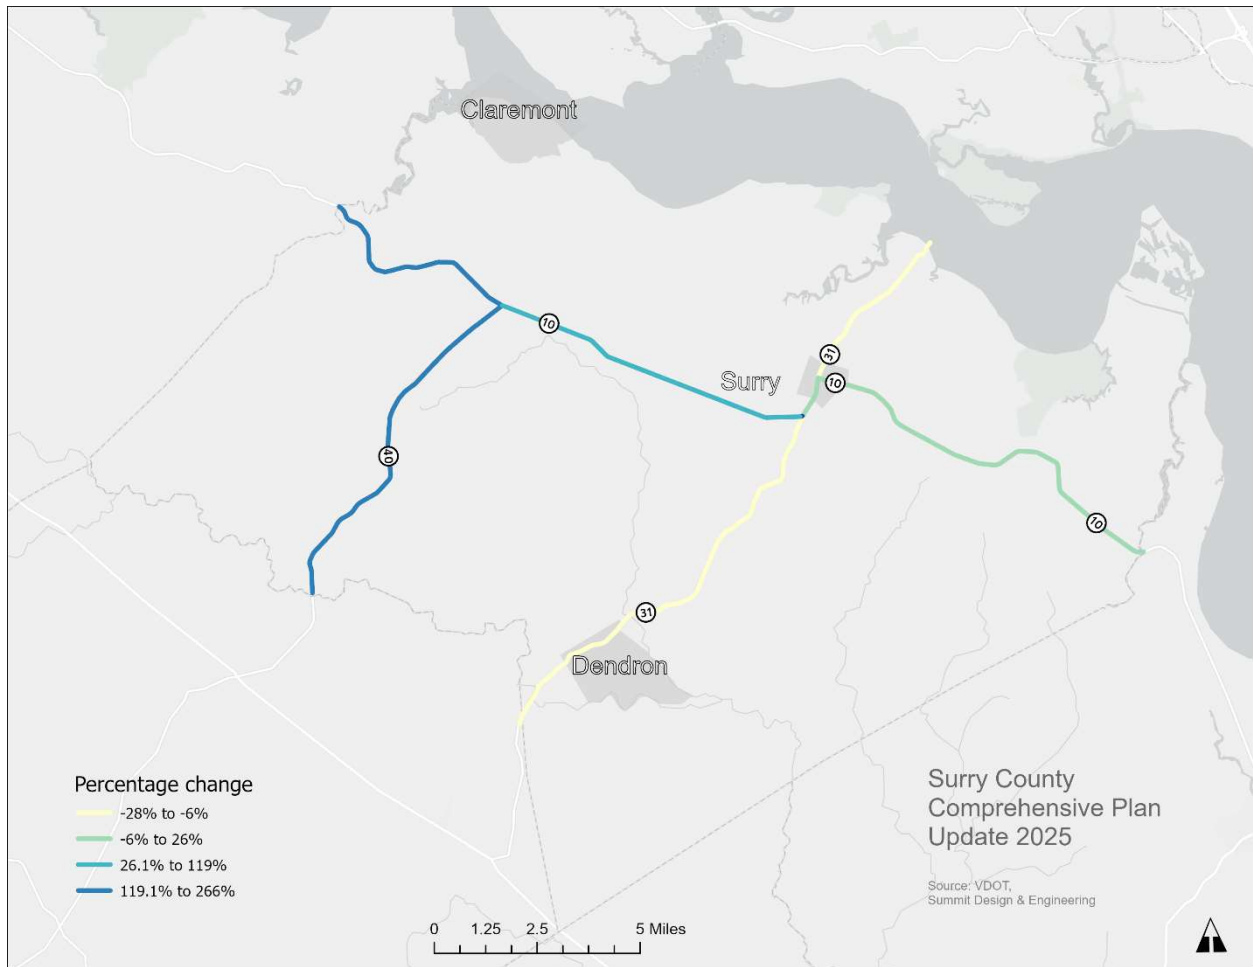 Claremont
10
31
Surry
10
40
10
31
Dendron
Percentage change
-28% to -6%
-6% to 26%
26.1% to 119%
119.1% to 266%
Surry County
Comprehensive Plan
Update 2025
Source: VDOT,
Summit Design & Engineering
0 1.25 2.5 5 Miles